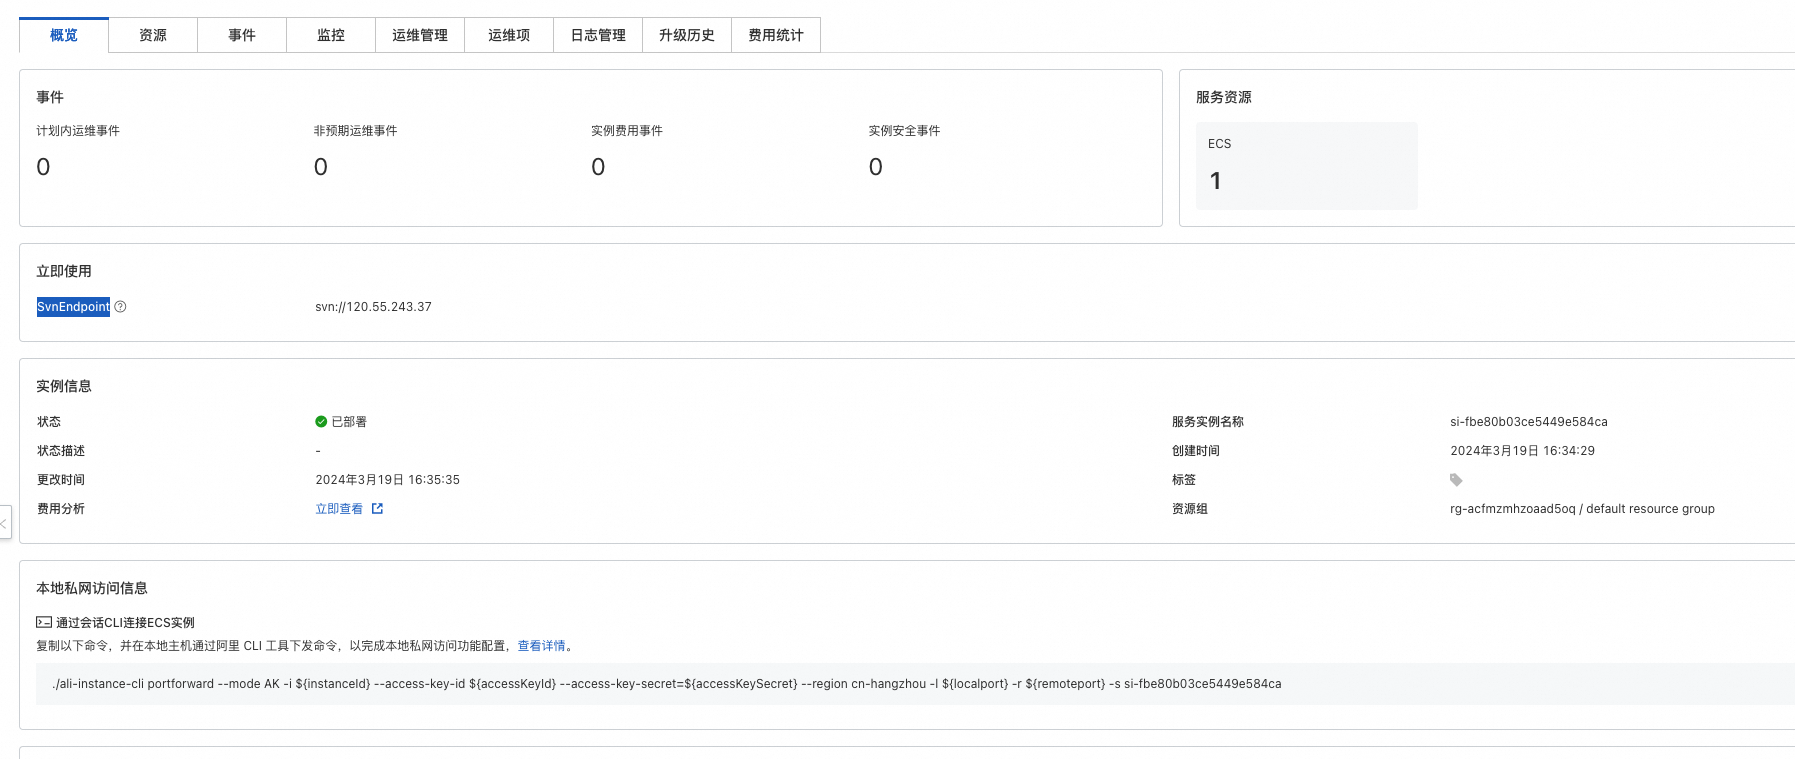 概览 资源 事件 监控 运维管理 运维项 日志管理 升级历史 费用统计
事件
计划内运维事件 非预期运维事件 实例费用事件 实例安全事件
0 0 0 0
服务资源
ECS
1
立即使用
SvnEndpoint svn://120.55.243.37
实例信息
状态 已部署 服务实例名称 si-fbe80b03ce5449e584ca
状态描述 - 创建时间 2024年3月19日 16:34:29
更改时间 2024年3月19日 16:35:35 标签
费用分析 立即查看 资源组 rg-acfmzmhzoaad5oq / default resource group
本地私网访问信息
通过会话CLI连接ECS实例
复制以下命令，并在本地主机通过阿里 CLI 工具下发命令，以完成本地私网访问功能配置，查看详情。
./ali-instance-cli portforward --mode AK -i ${instanceId} --access-key-id ${accessKeyId} --access-key-secret=${accessKeySecret} --region cn-hangzhou -l ${localport} -r ${remoteport} -s si-fbe80b03ce5449e584ca